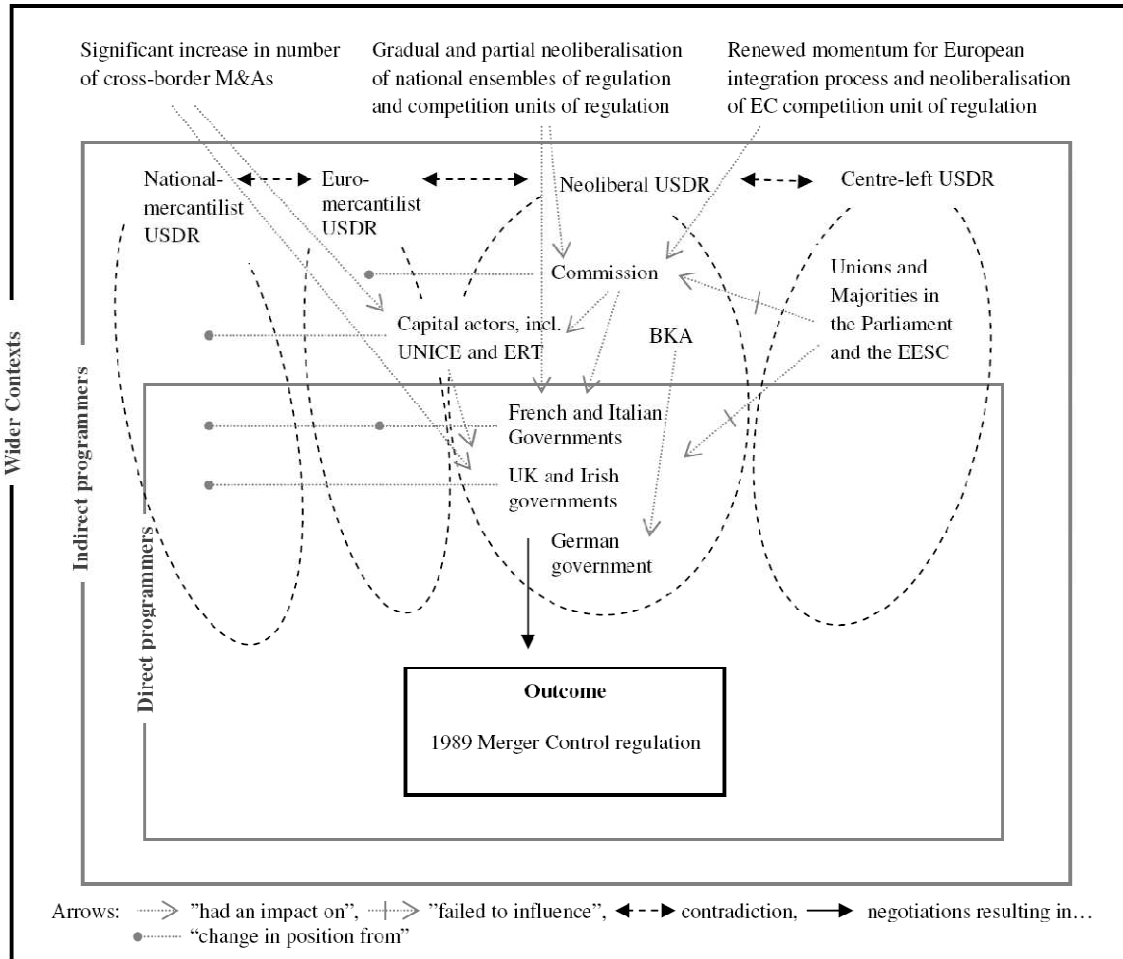 Significant increase in number
of cross-border M&As
Gradual and partial neoliberalisation
of national ensembles of regulation
and competition units of regulation
Renewed momentum for European
integration process and neoliberalisation
of EC competition unit of regulation
National-
mercantilist
USDR
Euro-
mercantilist
USDR
Neoliberal USDR
Centre-left USDR
Commission
Unions and
Majorities in
the Parliament
and the EESC
Capital actors, incl.
UNICE and ERT
BKA
French and Italian
Governments
UK and Irish
governments
German
government
Wider Contexts
Indirect programmers
Direct programmers
Outcome
1989 Merger Control regulation
Arrows: ”had an impact on”, ”failed to influence”, contradiction, negotiations resulting in…
“change in position from”